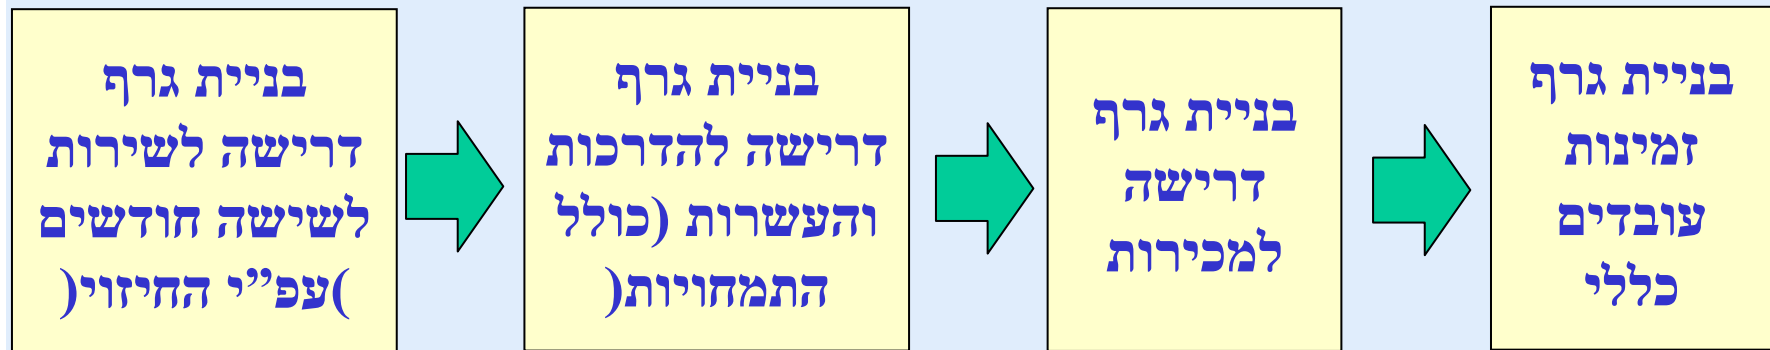 בניית גרף
דרישה לשירות
לשישה חודשים
)עפ”י החיזוי(
בניית גרף
דרישה להדרכות
והעשרות (כולל
התמחויות(
בניית גרף
דרישה
למכירות
בניית גרף
זמינות
עובדים
כללי